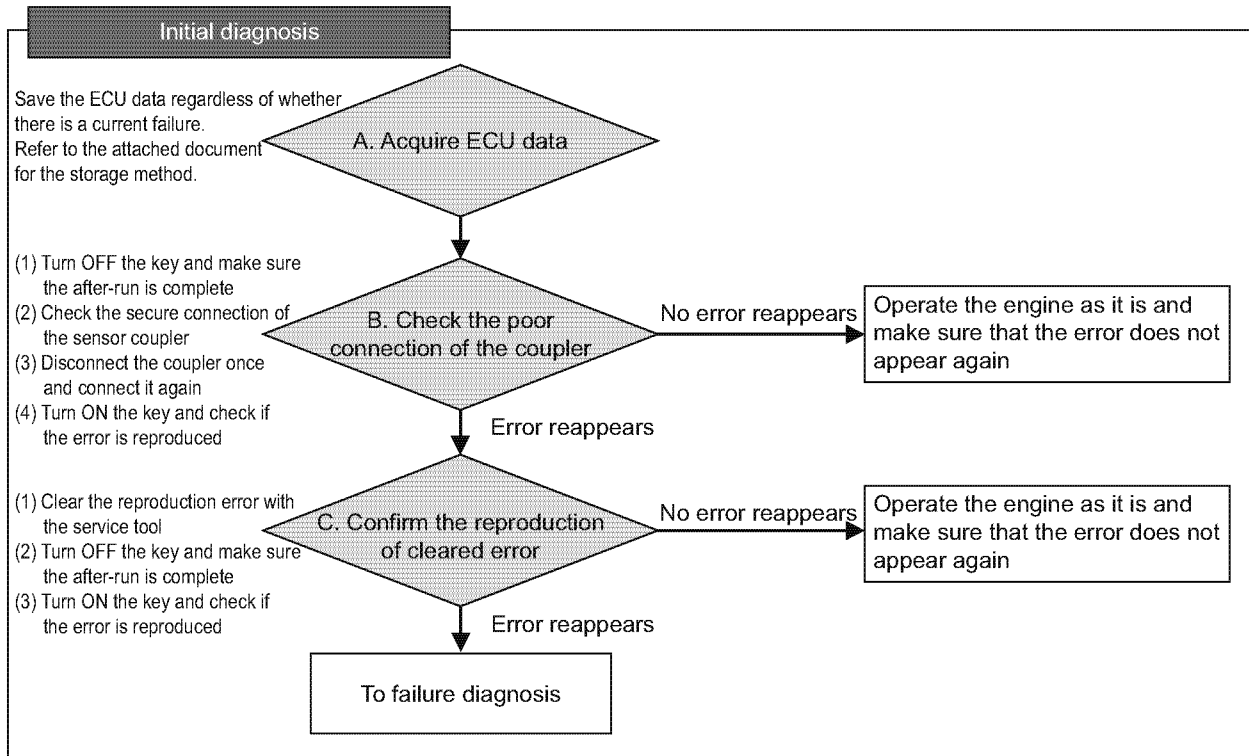 Initial diagnosis
Save the ECU data regardless of whether
there is a current failure.
Refer to the attached document
for the storage method.
A. Acquire ECU data
(1) Turn OFF the key and make sure
the after-run is complete
(2) Check the secure connection of
the sensor coupler
(3) Disconnect the coupler once
and connect it again
(4) Turn ON the key and check if
the error is reproduced
B. Check the poor
connection of the coupler
No error reappears
Operate the engine as it is and
make sure that the error does not
appear again
Error reappears
(1) Clear the reproduction error with
the service tool
(2) Turn OFF the key and make sure
the after-run is complete
(3) Turn ON the key and check if
the error is reproduced
C. Confirm the reproduction
of cleared error
No error reappears
Operate the engine as it is and
make sure that the error does not
appear again
Error reappears
To failure diagnosis